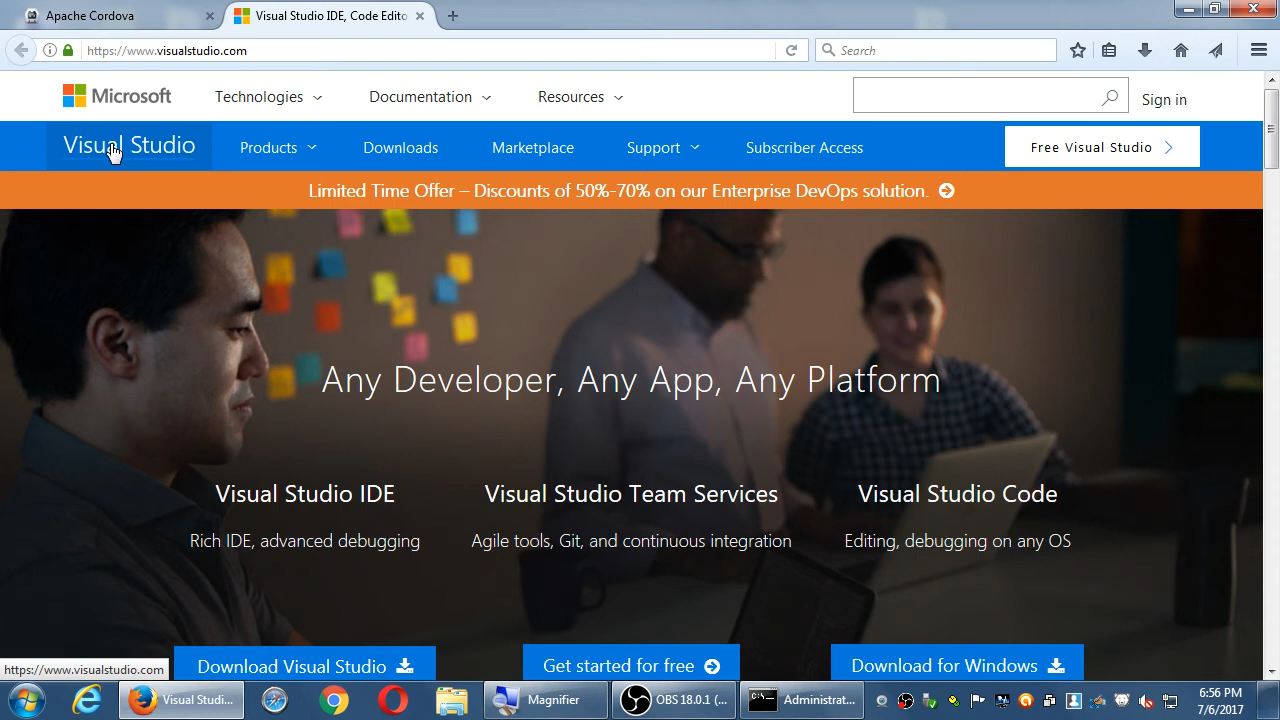 Apache Cordova
Visual Studio IDE, Code Edito
https://www.visualstudio.com
Search
Microsoft
Technologies
Documentation
Resources
Sign in
Visual Studio
Products
Downloads
Marketplace
Support
Subscriber Access
Free Visual Studio
Limited Time Offer – Discounts of 50%-70% on our Enterprise DevOps solution.
Any Developer, Any App, Any Platform
Visual Studio IDE
Visual Studio Team Services
Visual Studio Code
Rich IDE, advanced debugging
Agile tools, Git, and continuous integration
Editing, debugging on any OS
Download Visual Studio
Get started for free
Download for Windows
https://www.visualstudio.com
Visual Studi...
Magnifier
OBS 18.0.1 (...
Administrat...
6:56 PM
7/6/2017